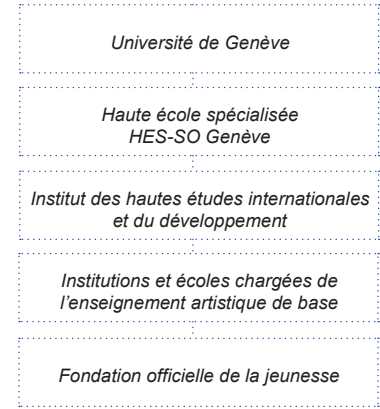 Université de Genève
Haute école spécialisée
HES-SO Genève
Institut des hautes études internationales
et du développement
Institutions et écoles chargées de
l'enseignement artistique de base
Fondation officielle de la jeunesse